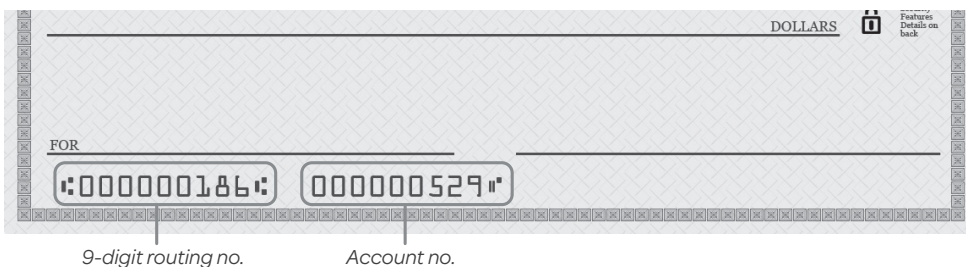 DOLLARS
Features
Details on
back
FOR
⑆000000186⑆ 000000529⑈
9-digit routing no.
Account no.